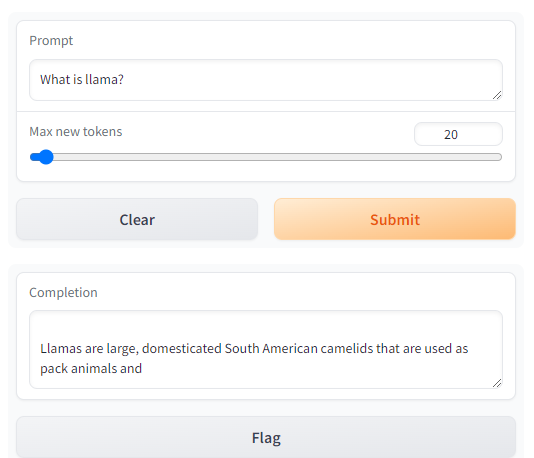 Prompt
What is llama?
Max new tokens
20
Clear
Submit
Completion
Llamas are large, domesticated South American camelids that are used as
pack animals and
Flag